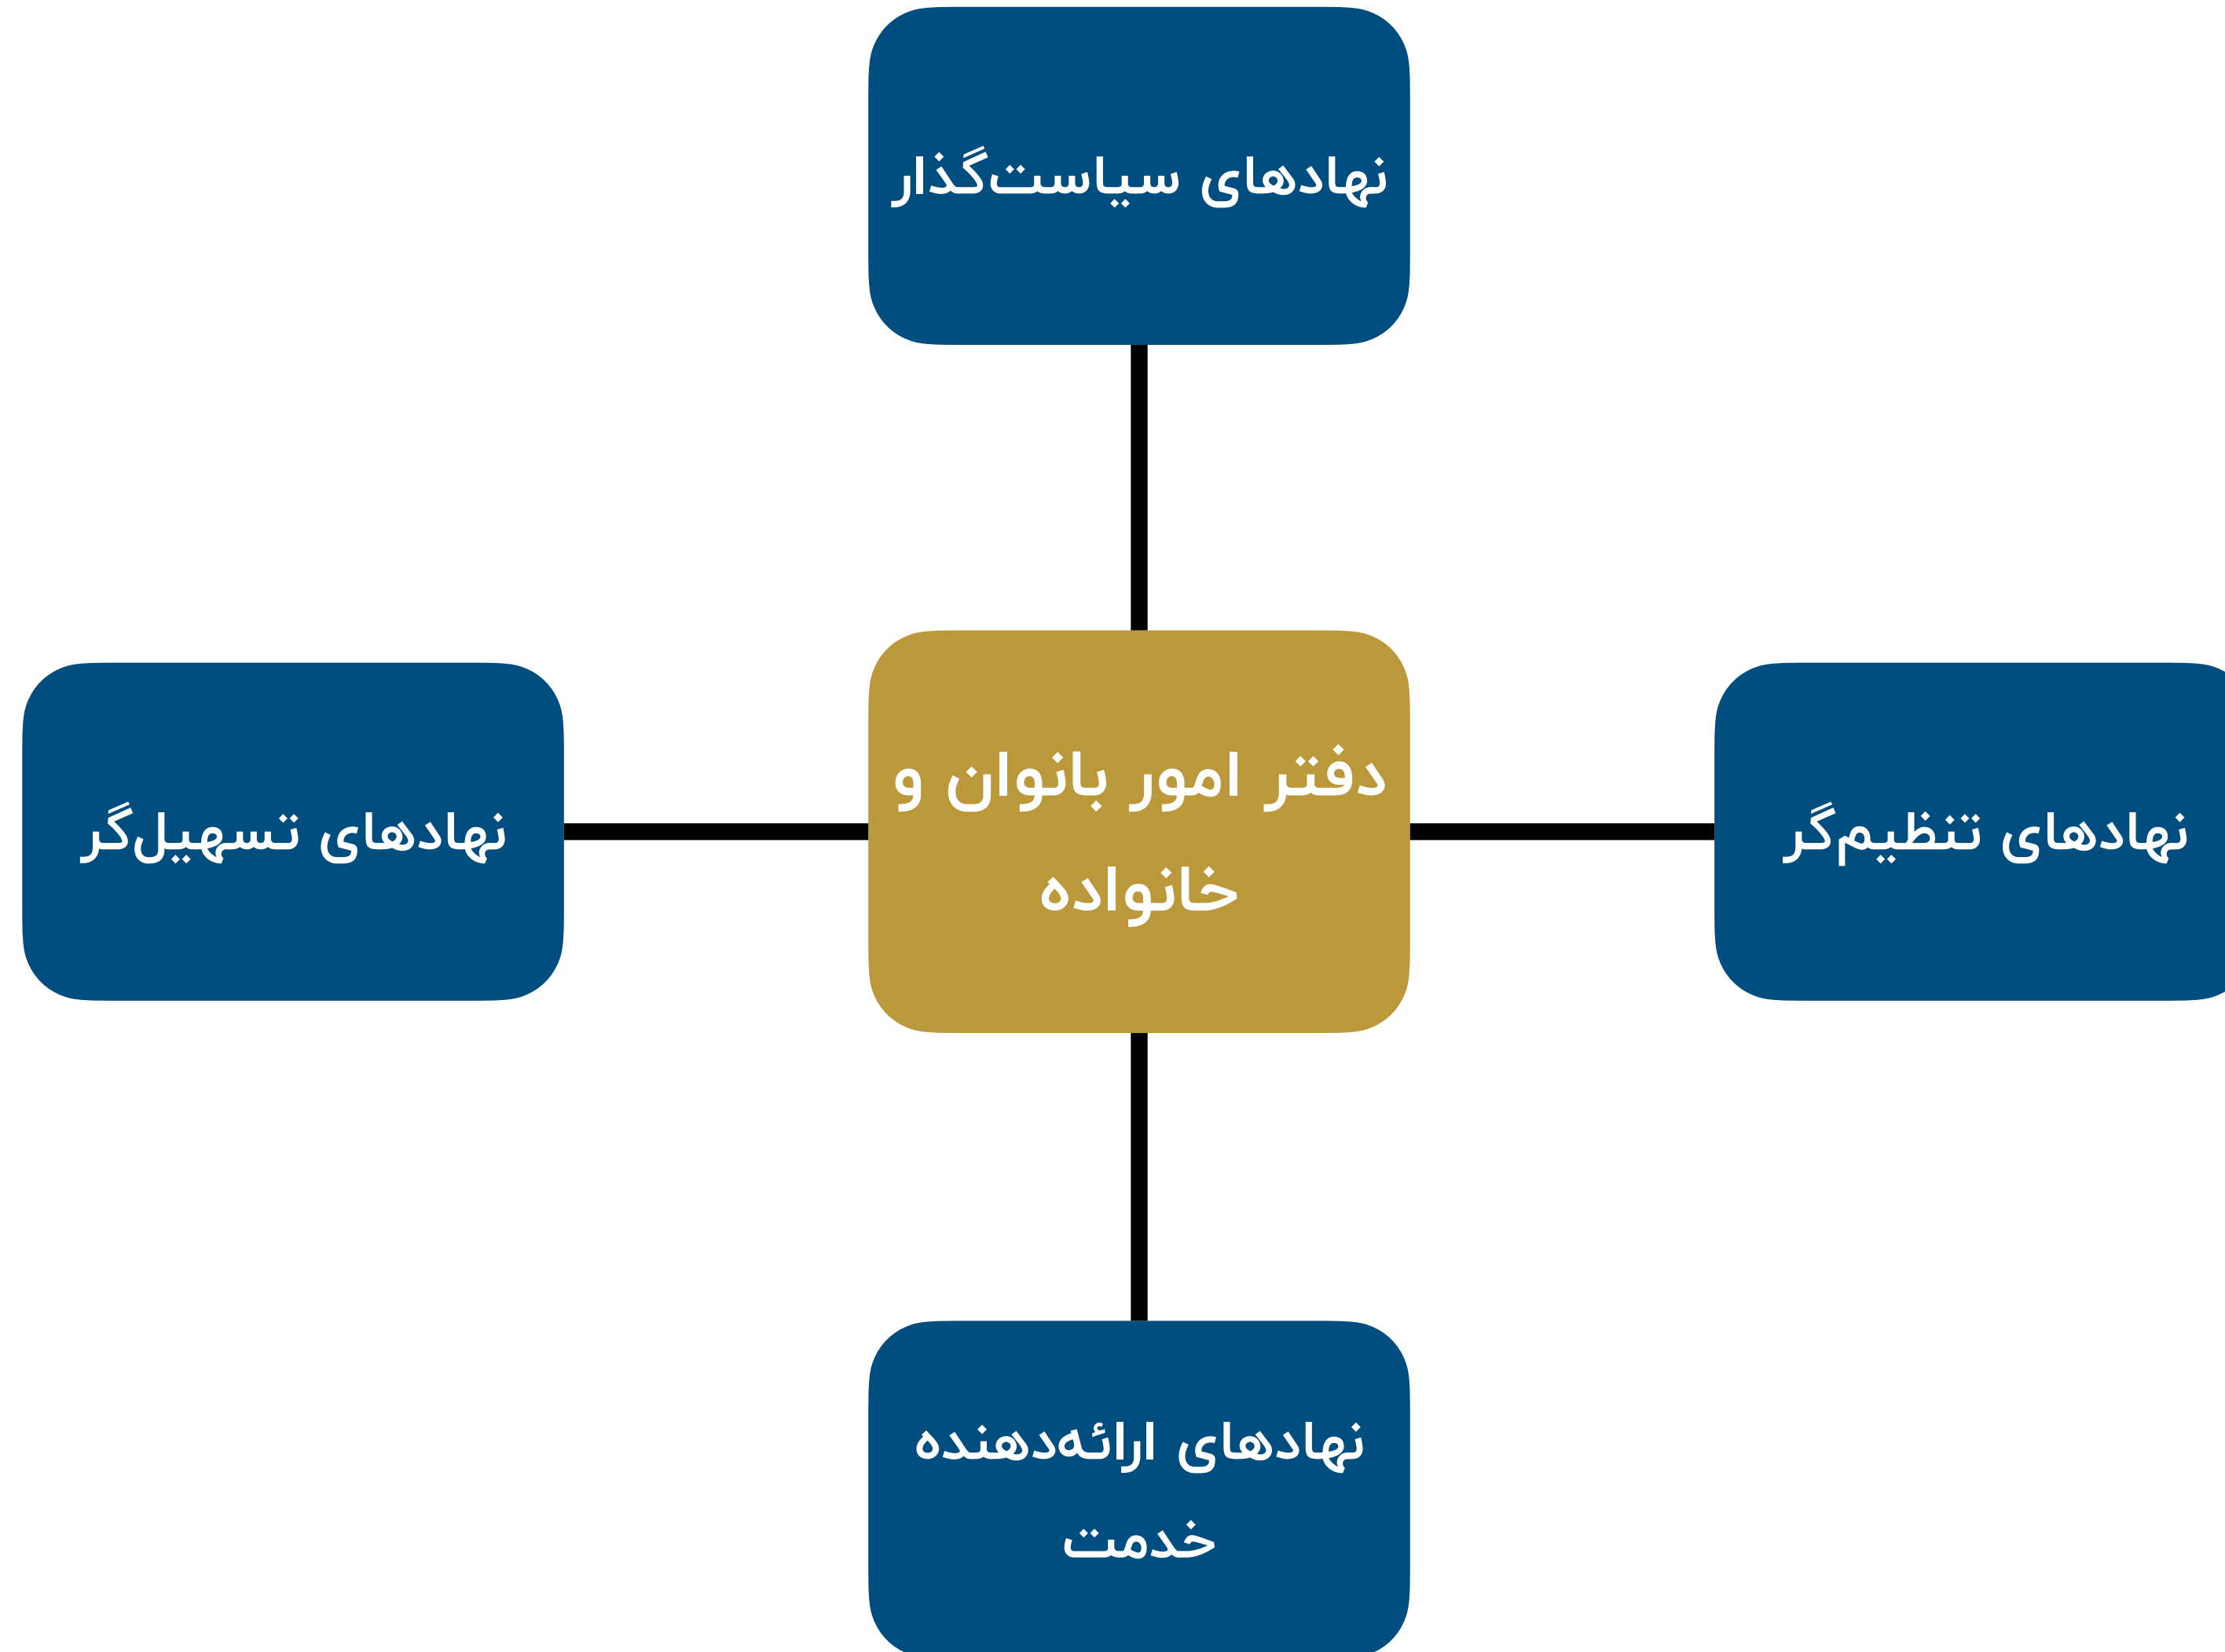 نهادهای سیاست‌گذار
دفتر امور بانوان و
خانواده
نهادهای تنظیم‌گر
نهادهای تسهیل‌گر
نهادهای ارائه‌دهنده
خدمت